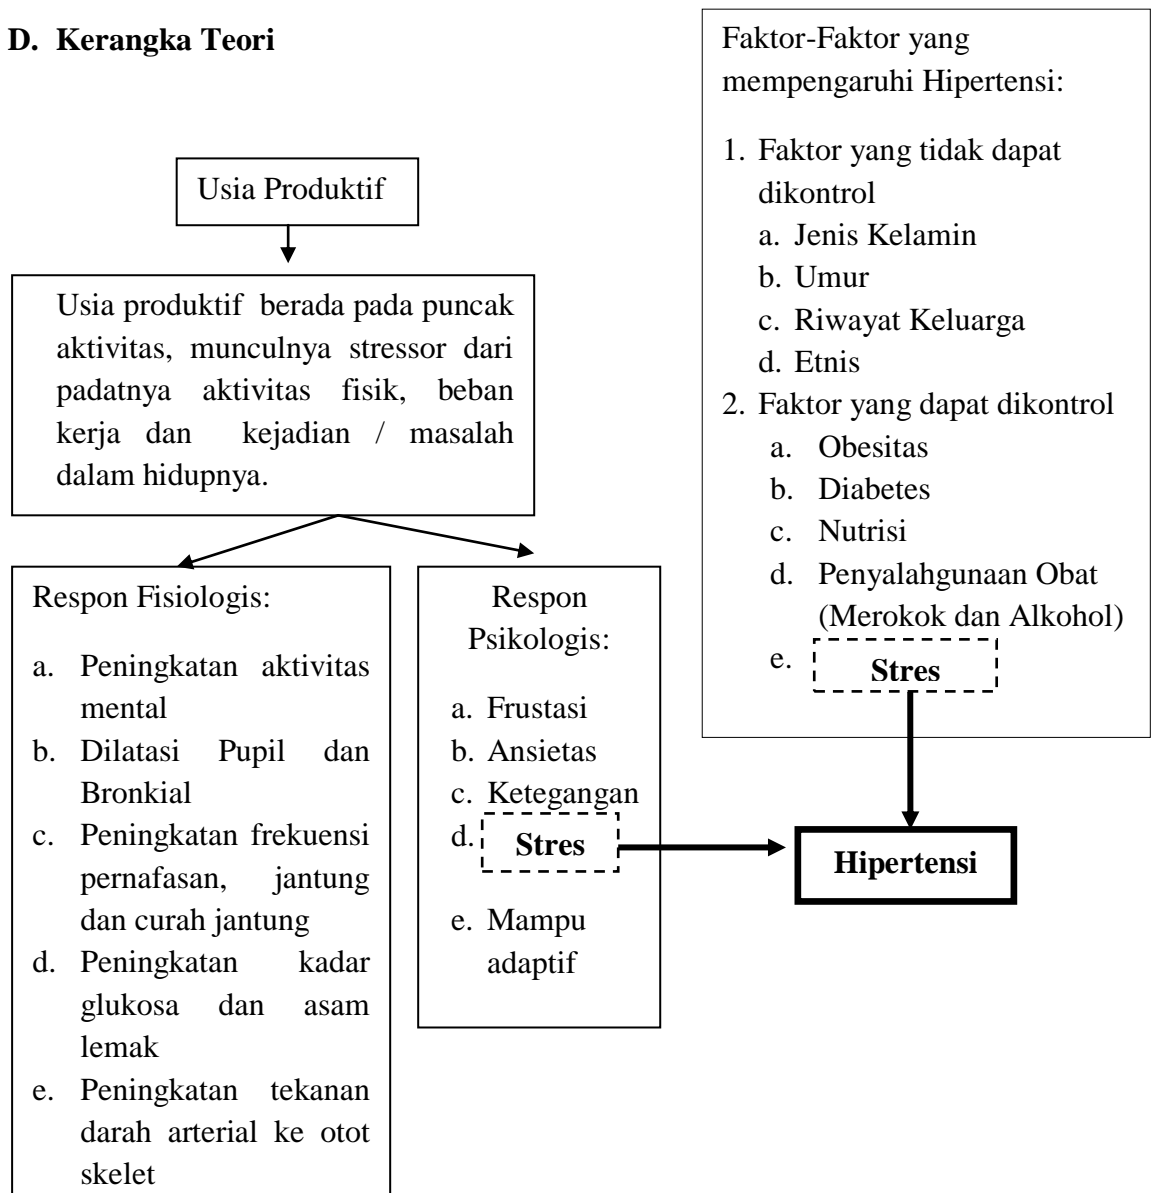 D. Kerangka Teori
Usia Produktif
Usia produktif berada pada puncak
aktivitas, munculnya stressor dari
padatnya aktivitas fisik, beban
kerja dan kejadian / masalah
dalam hidupnya.
Respon Fisiologis:
a. Peningkatan aktivitas
mental
b. Dilatasi Pupil dan
Bronkial
c. Peningkatan frekuensi
pernafasan, jantung
dan curah jantung
d. Peningkatan kadar
glukosa dan asam
lemak
e. Peningkatan tekanan
darah arterial ke otot
skelet
Respon
Psikologis:
a. Frustasi
b. Ansietas
c. Ketegangan
d. Stres
e. Mampu
adaptif
Faktor-Faktor yang
mempengaruhi Hipertensi:
1. Faktor yang tidak dapat
dikontrol
a. Jenis Kelamin
b. Umur
c. Riwayat Keluarga
d. Etnis
2. Faktor yang dapat dikontrol
a. Obesitas
b. Diabetes
c. Nutrisi
d. Penyalahgunaan Obat
(Merokok dan Alkohol)
e. Stres
Hipertensi